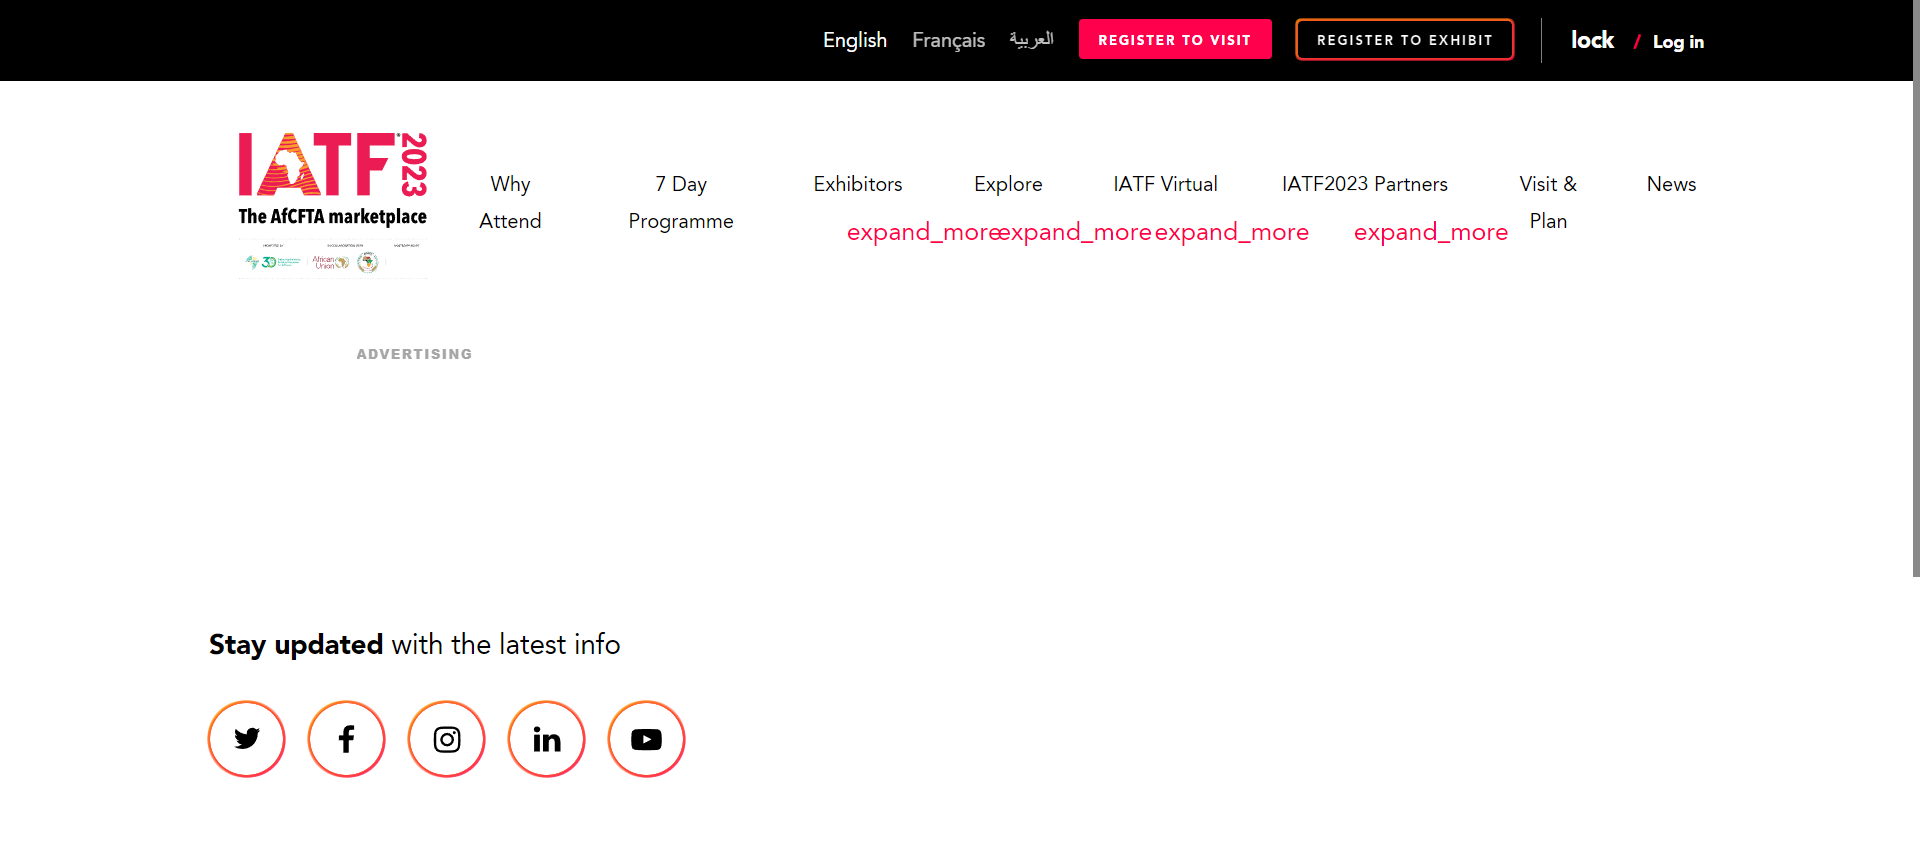 English Français العربية REGISTER TO VISIT REGISTER TO EXHIBIT lock / Log in
IATF 2023
The AfCFTA marketplace
African Union
Why Attend
7 Day Programme
Exhibitors expand_more
Explore expand_more
IATF Virtual expand_more
IATF2023 Partners expand_more
Visit & Plan
News
ADVERTISING
Stay updated with the latest info